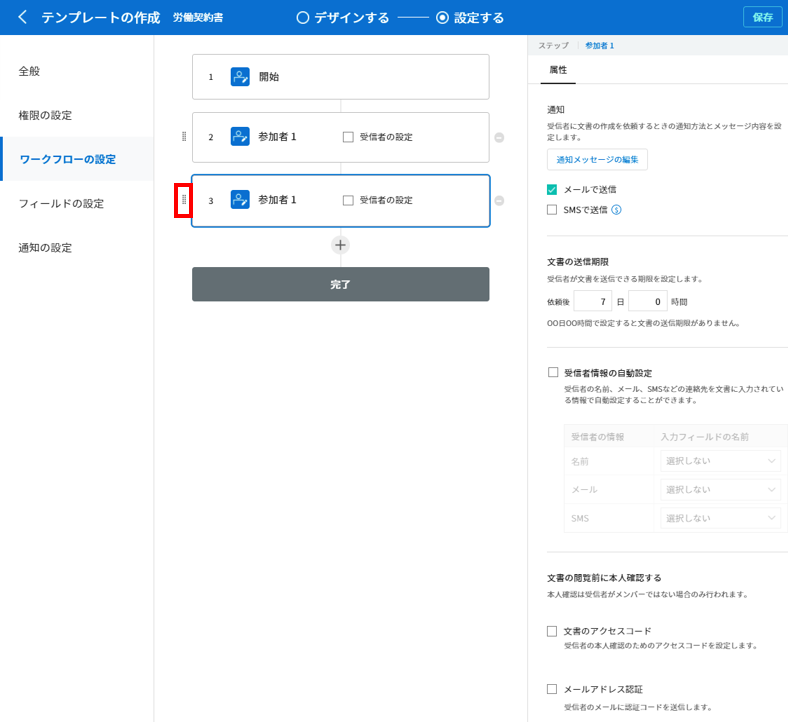 テンプレートの作成 労働契約書 デザインする 設定する 保存
全般
権限の設定
ワークフローの設定
フィールドの設定
通知の設定
1 開始
2 参加者 1 受信者の設定
3 参加者 1 受信者の設定
完了
ステップ 参加者 1
属性
通知
受信者に文書の作成を依頼するときの通知方法とメッセージ内容を設
定します。
通知メッセージの編集
メールで送信
SMSで送信
文書の送信期限
受信者が文書を送信できる期限を設定します。
依頼後 7 日 0 時間
00日00時間で設定すると文書の送信期限がありません。
受信者情報の自動設定
受信者の名前、メール、SMSなどの連絡先を文書に入力されてい
る情報で自動設定することができます。
受信者の情報 入力フィールドの名前
名前 選択しない
メール 選択しない
SMS 選択しない
文書の閲覧前に本人確認する
本人確認は受信者がメンバーではない場合のみ行われます。
文書のアクセスコード
受信者の本人確認のためのアクセスコードを設定します。
メールアドレス認証
受信者のメールに認証コードを送信します。